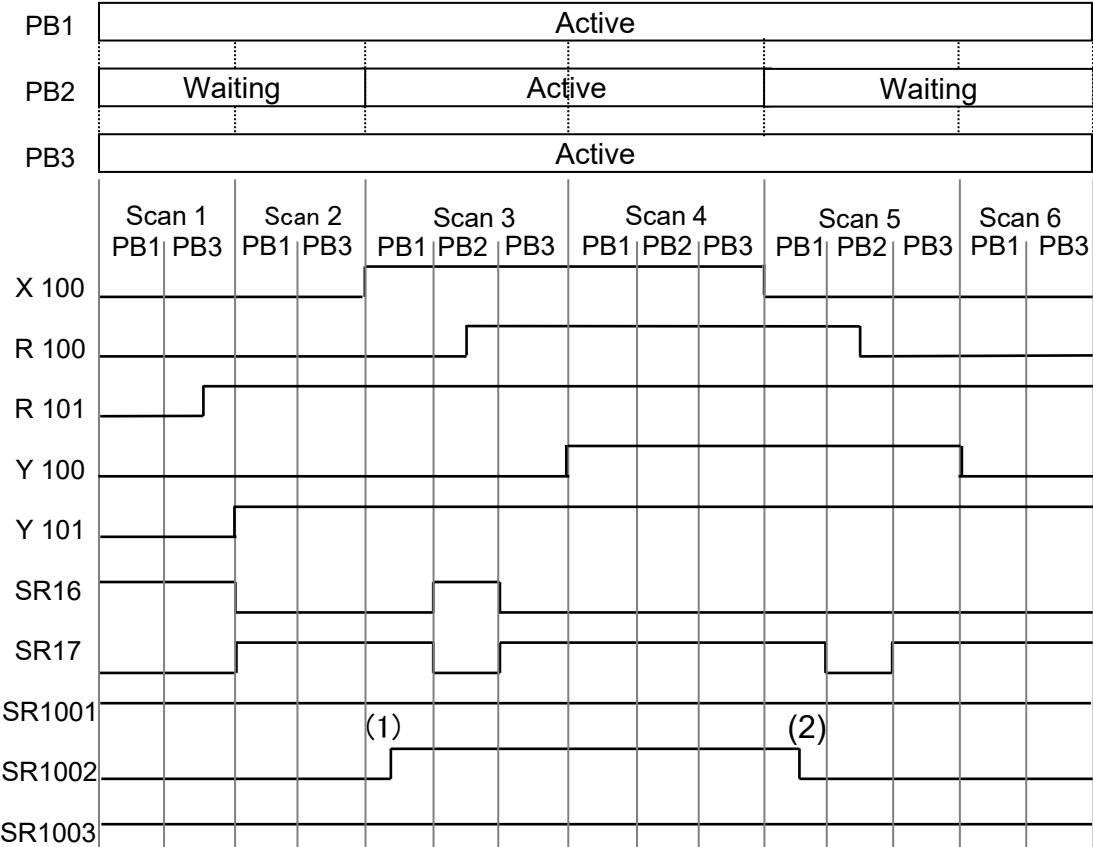 PB1 Active
PB2 Waiting Active Waiting
PB3 Active
Scan 1 Scan 2 Scan 3 Scan 4 Scan 5 Scan 6
PB1 PB3 PB1 PB3 PB1 PB2 PB3 PB1 PB2 PB3 PB1 PB2 PB3 PB1 PB3
X 100
R 100
R 101
Y 100
Y 101
SR16
SR17
SR1001
(1) (2)
SR1002
SR1003